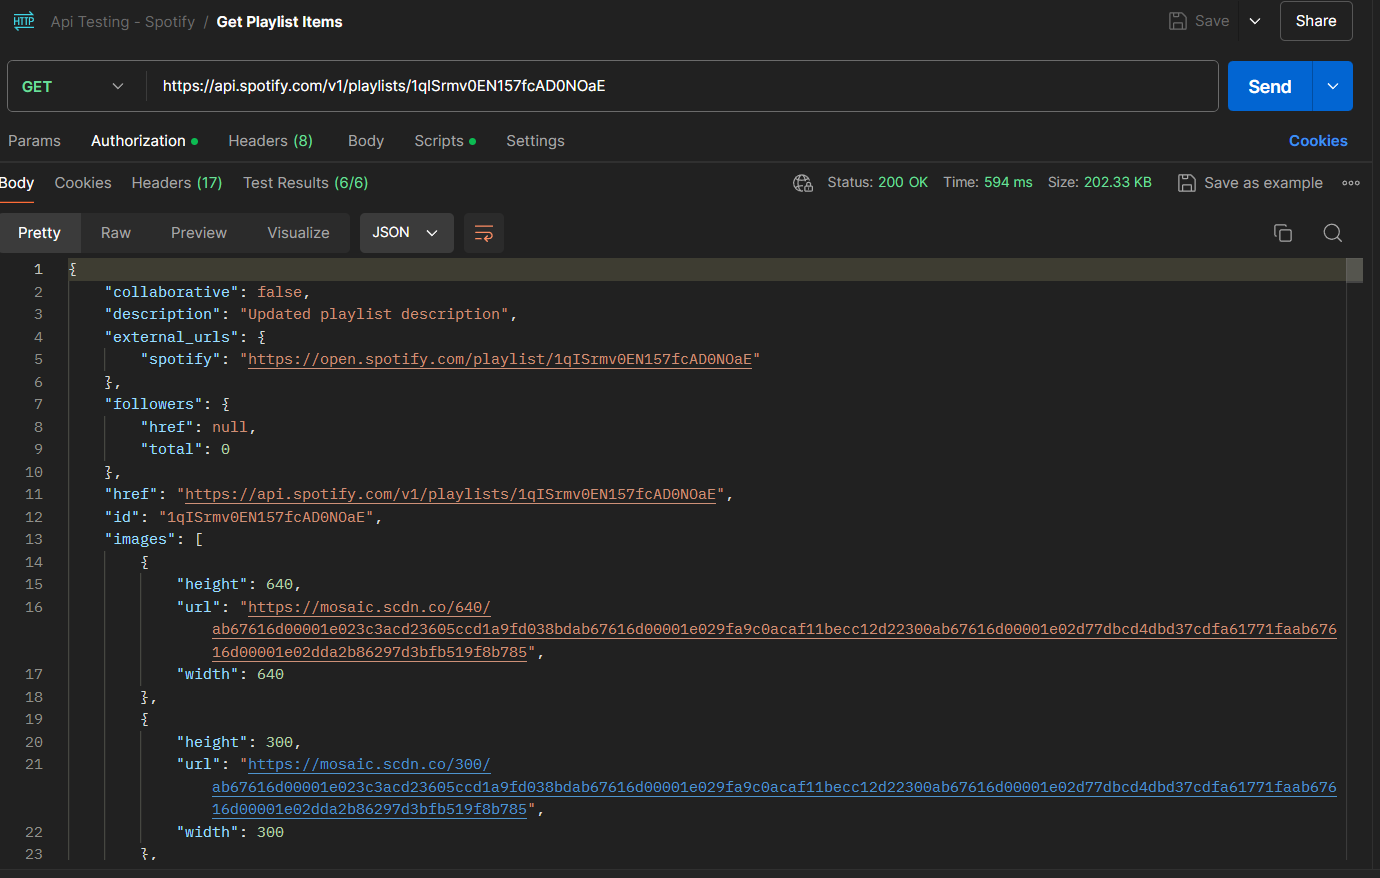 HTTP Api Testing - Spotify / Get Playlist Items Save Share
GET https://api.spotify.com/v1/playlists/1qISrmv0EN157fcAD0NOaE Send
Params Authorization Headers (8) Body Scripts Settings Cookies
Body Cookies Headers (17) Test Results (6/6) Status: 200 OK Time: 594 ms Size: 202.33 KB Save as example
Pretty Raw Preview Visualize JSON
1 {
2 "collaborative": false,
3 "description": "Updated playlist description",
4 "external_urls": {
5 "spotify": "https://open.spotify.com/playlist/1qISrmv0EN157fcAD0NOaE"
6 },
7 "followers": {
8 "href": null,
9 "total": 0
10 },
11 "href": "https://api.spotify.com/v1/playlists/1qISrmv0EN157fcAD0NOaE",
12 "id": "1qISrmv0EN157fcAD0NOaE",
13 "images": [
14 {
15 "height": 640,
16 "url": "https://mosaic.scdn.co/640/
ab67616d00001e023c3acd23605ccd1a9fd038bdab67616d00001e029fa9c0acaf11becc12d22300ab67616d00001e02d77dbcd4dbd37cdfa61771faab676
16d00001e02dda2b86297d3bfb519f8b785",
17 "width": 640
18 },
19 {
20 "height": 300,
21 "url": "https://mosaic.scdn.co/300/
ab67616d00001e023c3acd23605ccd1a9fd038bdab67616d00001e029fa9c0acaf11becc12d22300ab67616d00001e02d77dbcd4dbd37cdfa61771faab676
16d00001e02dda2b86297d3bfb519f8b785",
22 "width": 300
23 },